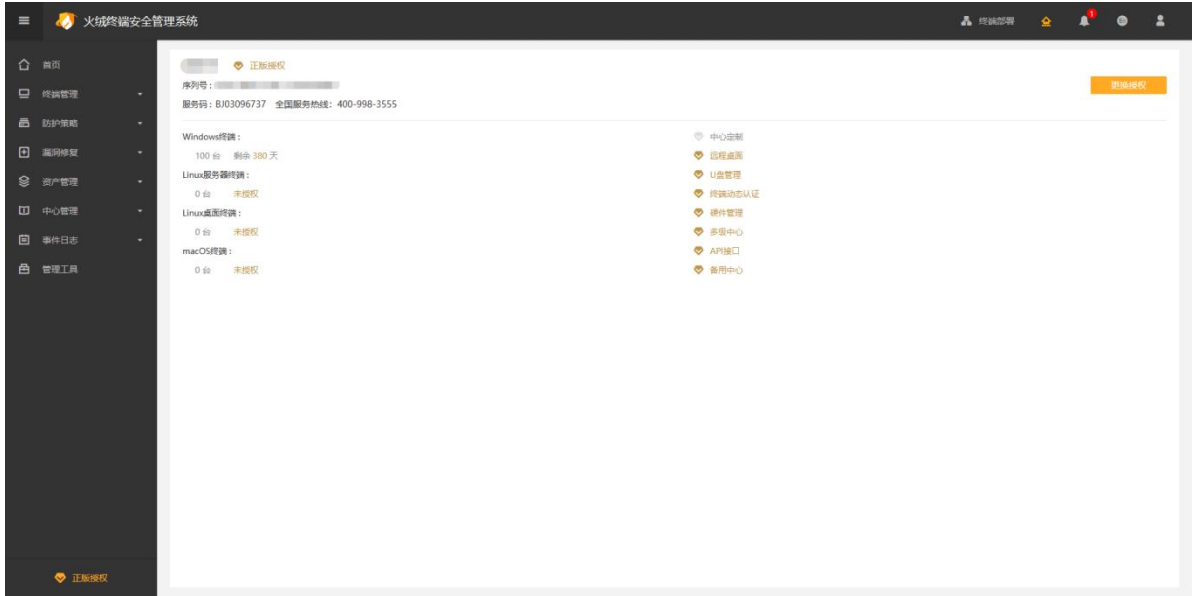 火绒终端安全管理系统
终端部署
1
首页
终端管理
防护策略
漏洞修复
资产管理
中心管理
事件日志
管理工具
正版授权
正版授权
序列号：
更换授权
服务码：BJ03096737 全国服务热线：400-998-3555
Windows终端：
100 台 剩余 380 天
Linux服务器终端：
0 台 未授权
Linux桌面终端：
0 台 未授权
macOS终端：
0 台 未授权
中心定制
远程桌面
U盘管理
终端动态认证
硬件管理
多级中心
API接口
备用中心